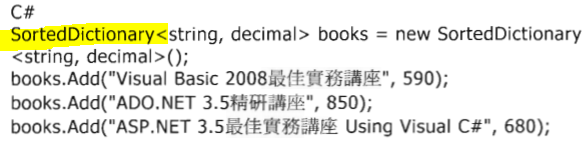 C#
SortedDictionary<string, decimal> books = new SortedDictionary
<string, decimal>();
books.Add("Visual Basic 2008最佳實務講座", 590);
books.Add("ADO.NET 3.5精研講座", 850);
books.Add("ASP.NET 3.5最佳實務講座 Using Visual C#", 680);